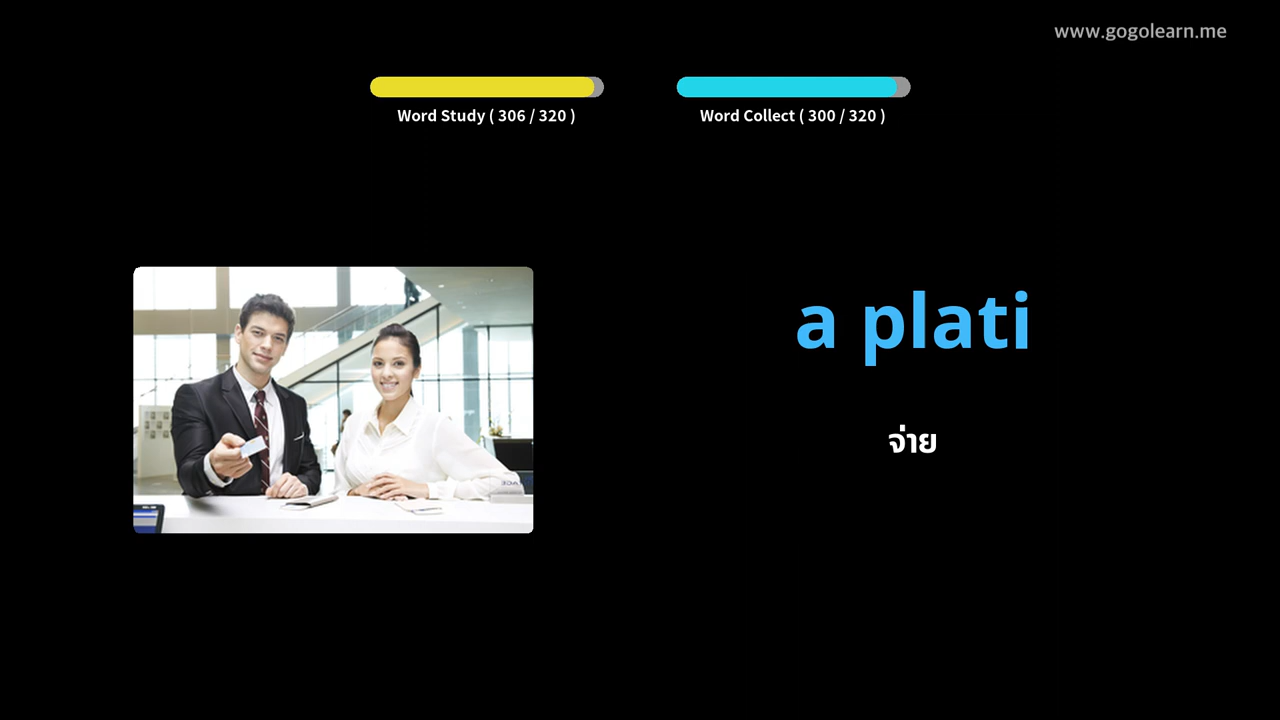 www.gogolearn.me
Word Study ( 306 / 320 )
Word Collect ( 300 / 320 )
a plati
จ่าย